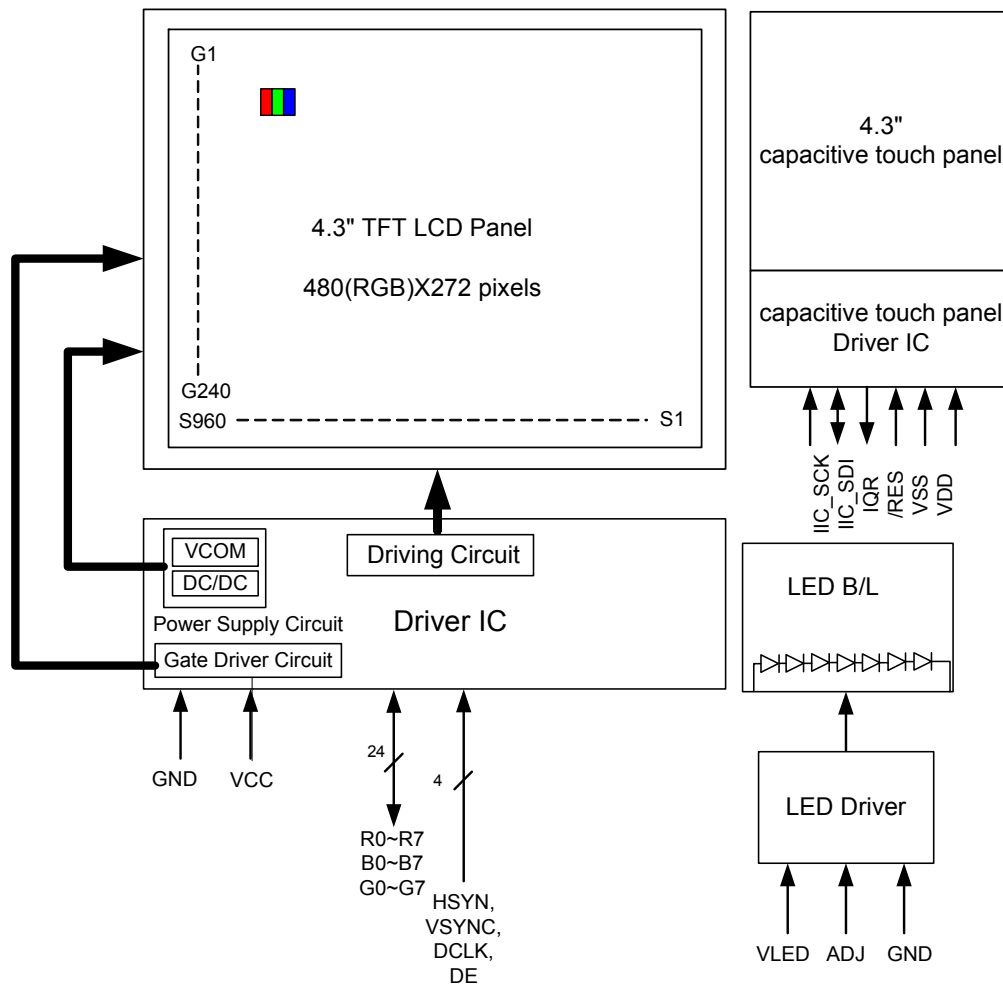 G1
4.3" TFT LCD Panel
480(RGB)X272 pixels
G240
S960
S1
4.3"
capacitive touch panel
capacitive touch panel
Driver IC
IIC_SCK
IIC_SDI
IQR
/RES
VSS
VDD
VCOM
DC/DC
Power Supply Circuit
Gate Driver Circuit
Driving Circuit
Driver IC
GND
VCC
24
R0~R7
B0~B7
G0~G7
4
HSYN,
VSYNC,
DCLK,
DE
LED B/L
LED Driver
VLED
ADJ
GND